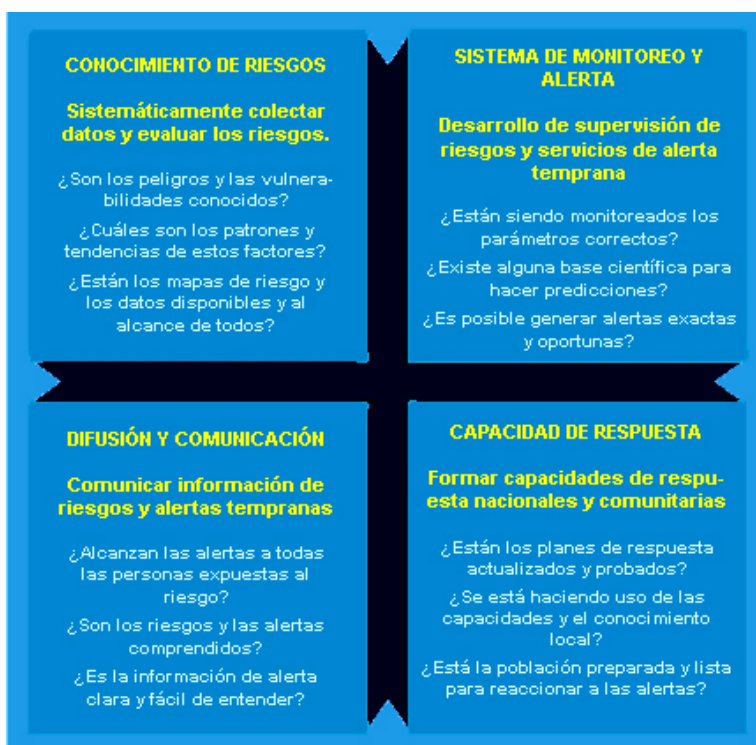 CONOCIMIENTO DE RIESGOS
Sistemáticamente colectar
datos y evaluar los riesgos.
¿Son los peligros y las vulnera-
bilidades conocidos?
¿Cuáles son los patrones y
tendencias de estos factores?
¿Están los mapas de riesgo y
los datos disponibles y al
alcance de todos?
SISTEMA DE MONITOREO Y
ALERTA
Desarrollo de supervisión de
riesgos y servicios de alerta
temprana
¿Están siendo monitoreados los
parámetros correctos?
¿Existe alguna base científica para
hacer predicciones?
¿Es posible generar alertas exactas
y oportunas?
DIFUSIÓN Y COMUNICACIÓN
Comunicar información de
riesgos y alertas tempranas
¿Alcanzan las alertas a todas
las personas expuestas al
riesgo?
¿Son los riesgos y las alertas
comprendidos?
¿Es la información de alerta
clara y fácil de entender?
CAPACIDAD DE RESPUESTA
Formar capacidades de respu-
esta nacionales y comunitarias
¿Están los planes de respuesta
actualizados y probados?
¿Se está haciendo uso de las
capacidades y el conocimiento
local?
¿Está la población preparada y lista
para reaccionar a las alertas?